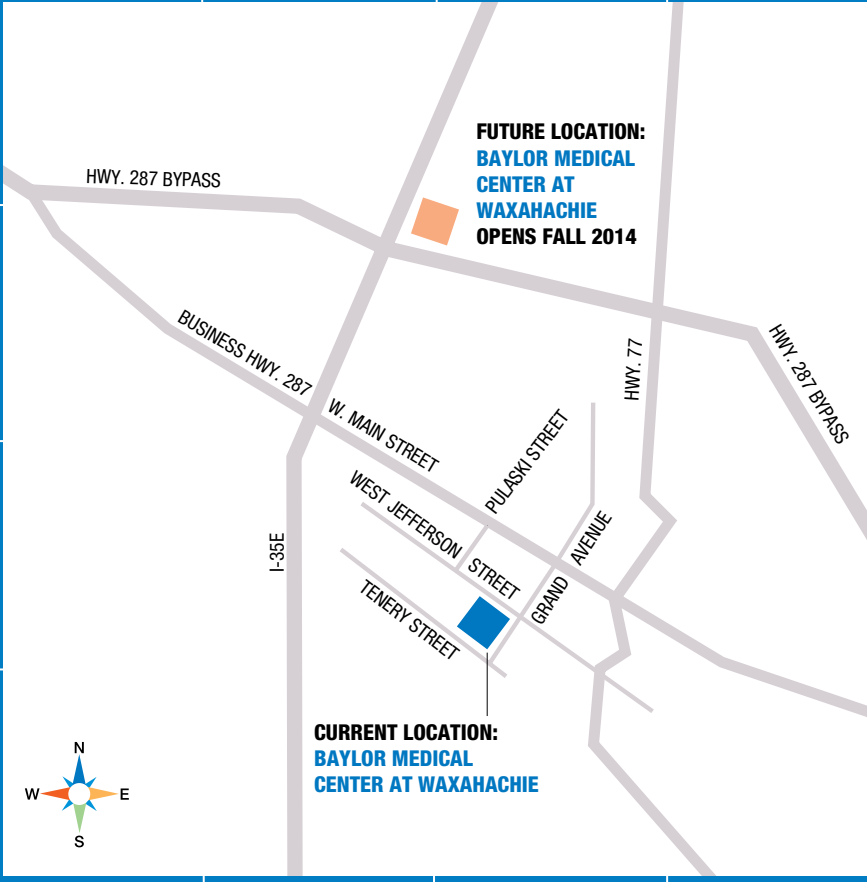 FUTURE LOCATION:
BAYLOR MEDICAL
CENTER AT
WAXAHACHIE
OPENS FALL 2014
HWY. 287 BYPASS
BUSINESS HWY. 287
HWY. 77
HWY. 287 BYPASS
W. MAIN STREET
PULASKI STREET
WEST JEFFERSON STREET
I-35E
GRAND AVENUE
TENERY STREET
CURRENT LOCATION:
BAYLOR MEDICAL
CENTER AT WAXAHACHIE
N
W
E
S